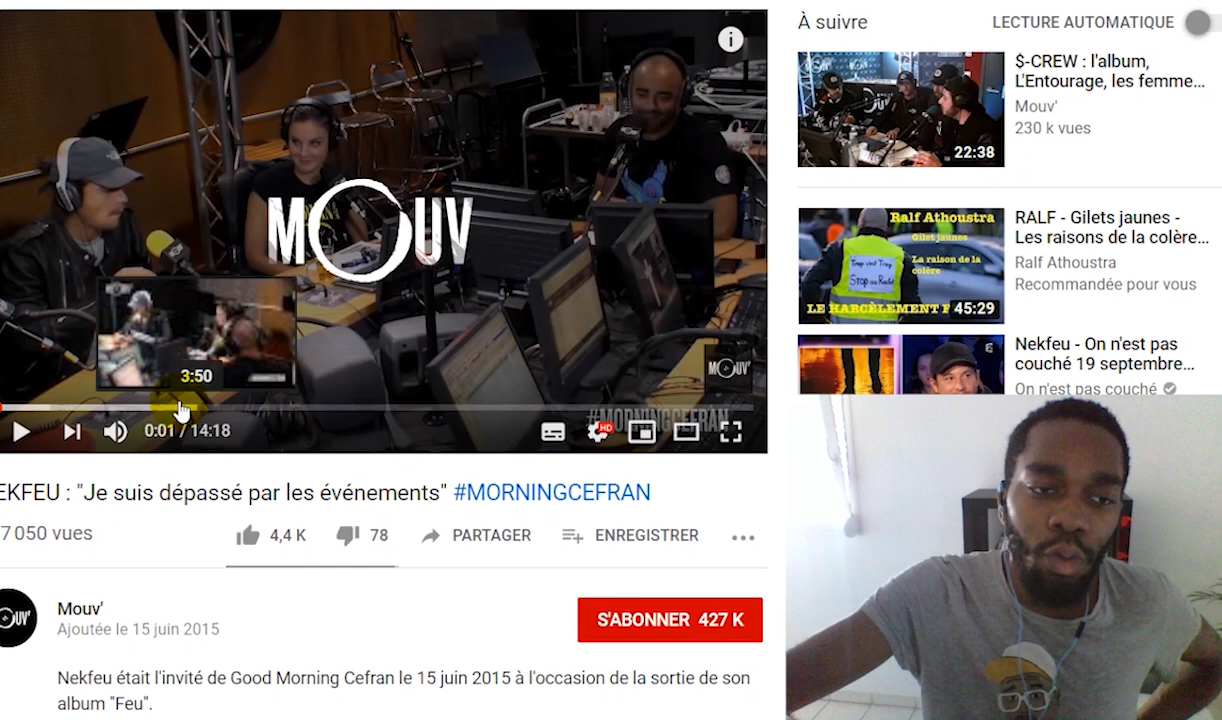 MOUV
3:50
MOUV'
#MORNINGCEFRAN
HD
0:01 / 14:18
EKFEU : "Je suis dépassé par les événements" #MORNINGCEFRAN
7 050 vues
4,4 K
78
PARTAGER
ENREGISTRER
Mouv'
Ajoutée le 15 juin 2015
S'ABONNER 427 K
Nekfeu était l'invité de Good Morning Cefran le 15 juin 2015 à l'occasion de la sortie de son
album "Feu".
À suivre
LECTURE AUTOMATIQUE
22:38
$-CREW : l'album,
L'Entourage, les femme...
Mouv'
230 k vues
Ralf Athoustra
Gilet jaunes
La raison de la
colère
Trop c'est Trop
Stop au
LE HARCÈLEMENT
45:29
RALF - Gilets jaunes -
Les raisons de la colère...
Ralf Athoustra
Recommandée pour vous
Nekfeu - On n'est pas
couché 19 septembre...
On n'est pas couché